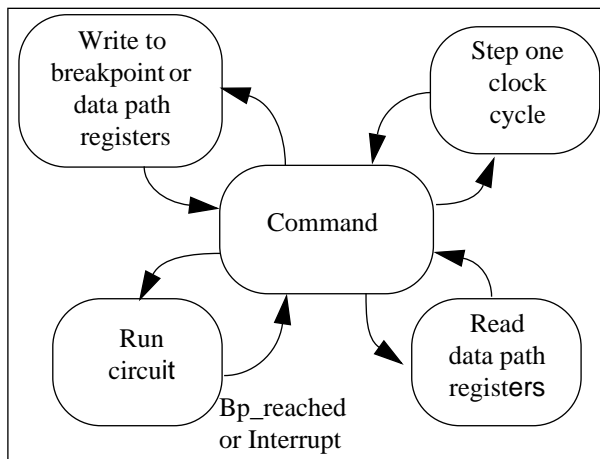 Write to
breakpoint or
data path
registers
Step one
clock
cycle
Command
Run
circuit
Bp_reached
or Interrupt
Read
data path
registers